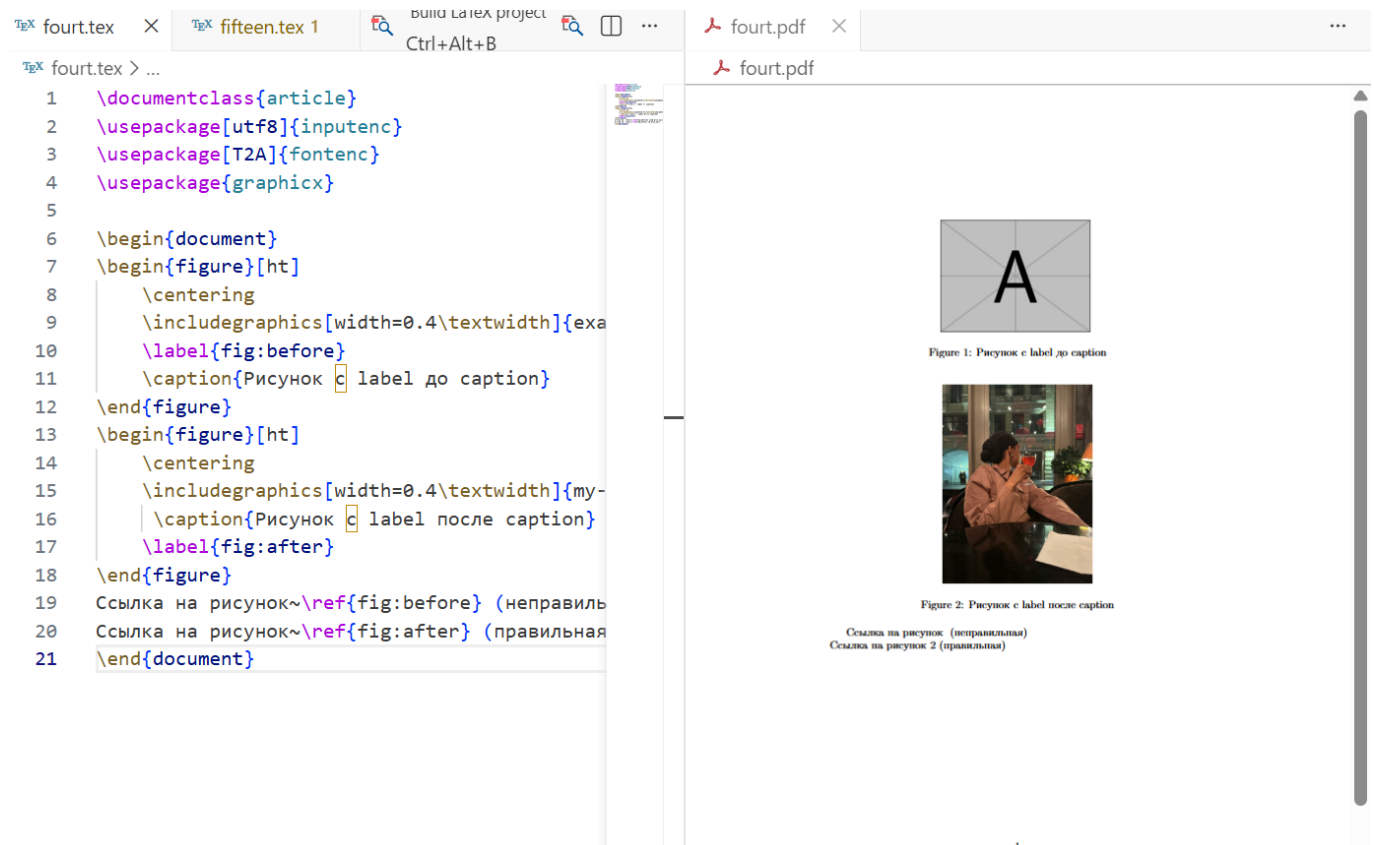 TEX fourt.tex
TEX fifteen.tex 1
Build LaTeX project
Ctrl+Alt+B
fourt.pdf
TEX fourt.tex > ...
fourt.pdf
1 \documentclass{article}
2 \usepackage[utf8]{inputenc}
3 \usepackage[T2A]{fontenc}
4 \usepackage{graphicx}
5
6 \begin{document}
7 \begin{figure}[ht]
8 \centering
9 \includegraphics[width=0.4\textwidth]{exa
10 \label{fig:before}
11 \caption{Рисунок с label до caption}
12 \end{figure}
13 \begin{figure}[ht]
14 \centering
15 \includegraphics[width=0.4\textwidth]{my-
16 \caption{Рисунок с label после caption}
17 \label{fig:after}
18 \end{figure}
19 Ссылка на рисунок~\ref{fig:before} (неправиль
20 Ссылка на рисунок~\ref{fig:after} (правильная
21 \end{document}
A
Figure 1: Рисунок с label до caption
Figure 2: Рисунок с label после caption
Ссылка на рисунок (неправильная)
Ссылка на рисунок 2 (правильная)